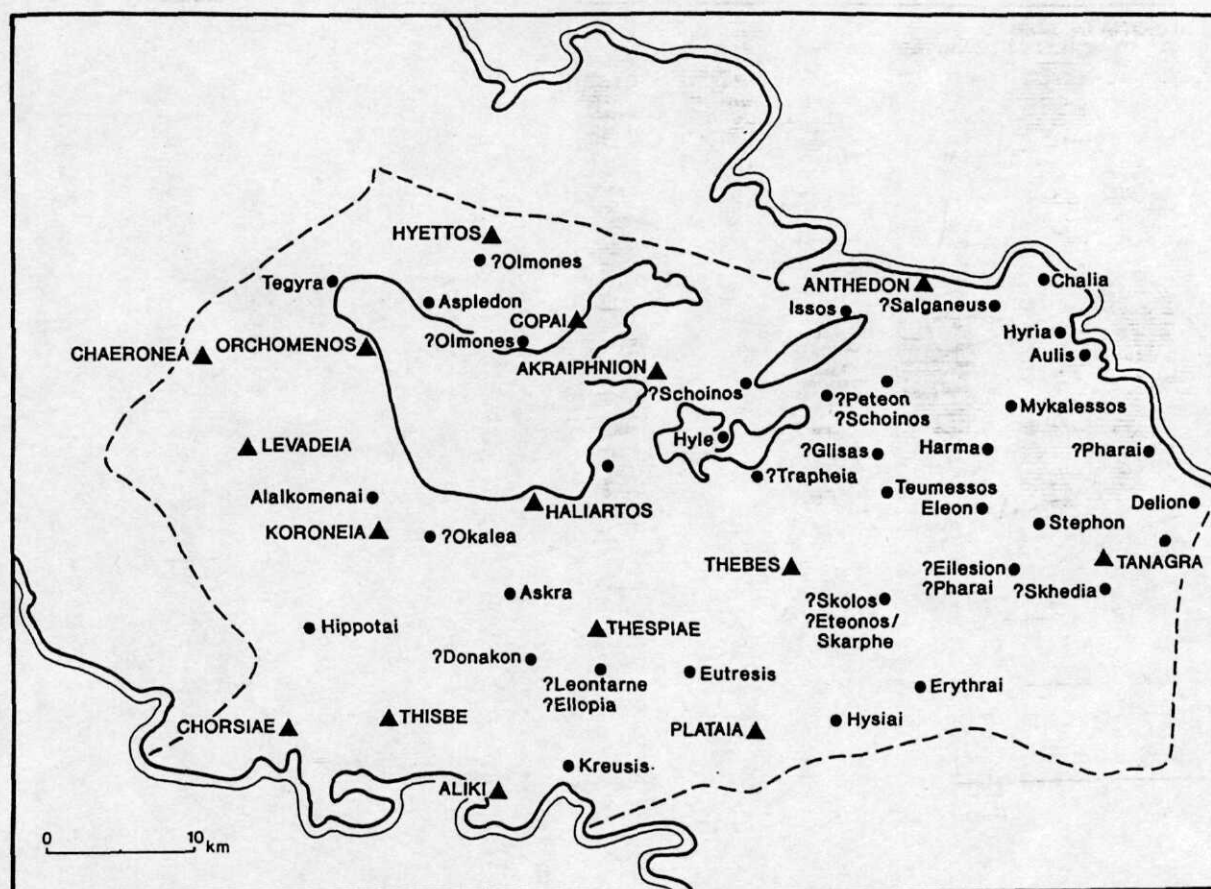 HYETTOS
?Olmones
Tegyra
Aspledon
COPAI
ANTHEDON
Chalia
Issos
?Salganeus
CHAERONEA
ORCHOMENOS
?Olmones
Hyria
Aulis
AKRAIPHNION
?Schoinos
?Peteon
?Schoinos
Mykalessos
LEVADEIA
Hyle
?Glisas
Harma
?Pharai
?Trapheia
Alalkomenai
HALIARTOS
Teumessos
Eleon
Delion
KORONEIA
?Okalea
Stephon
THEBES
?Eilesion
?Pharai
TANAGRA
?Skhedia
Askra
?Skolos
?Eteonos/
Skarphe
Hippotai
THESPIAE
?Donakon
?Leontarne
?Ellopia
Eutresis
Erythrai
CHORSIAE
THISBE
PLATAIA
Hysiai
Kreusis
ALIKI
0 10 km